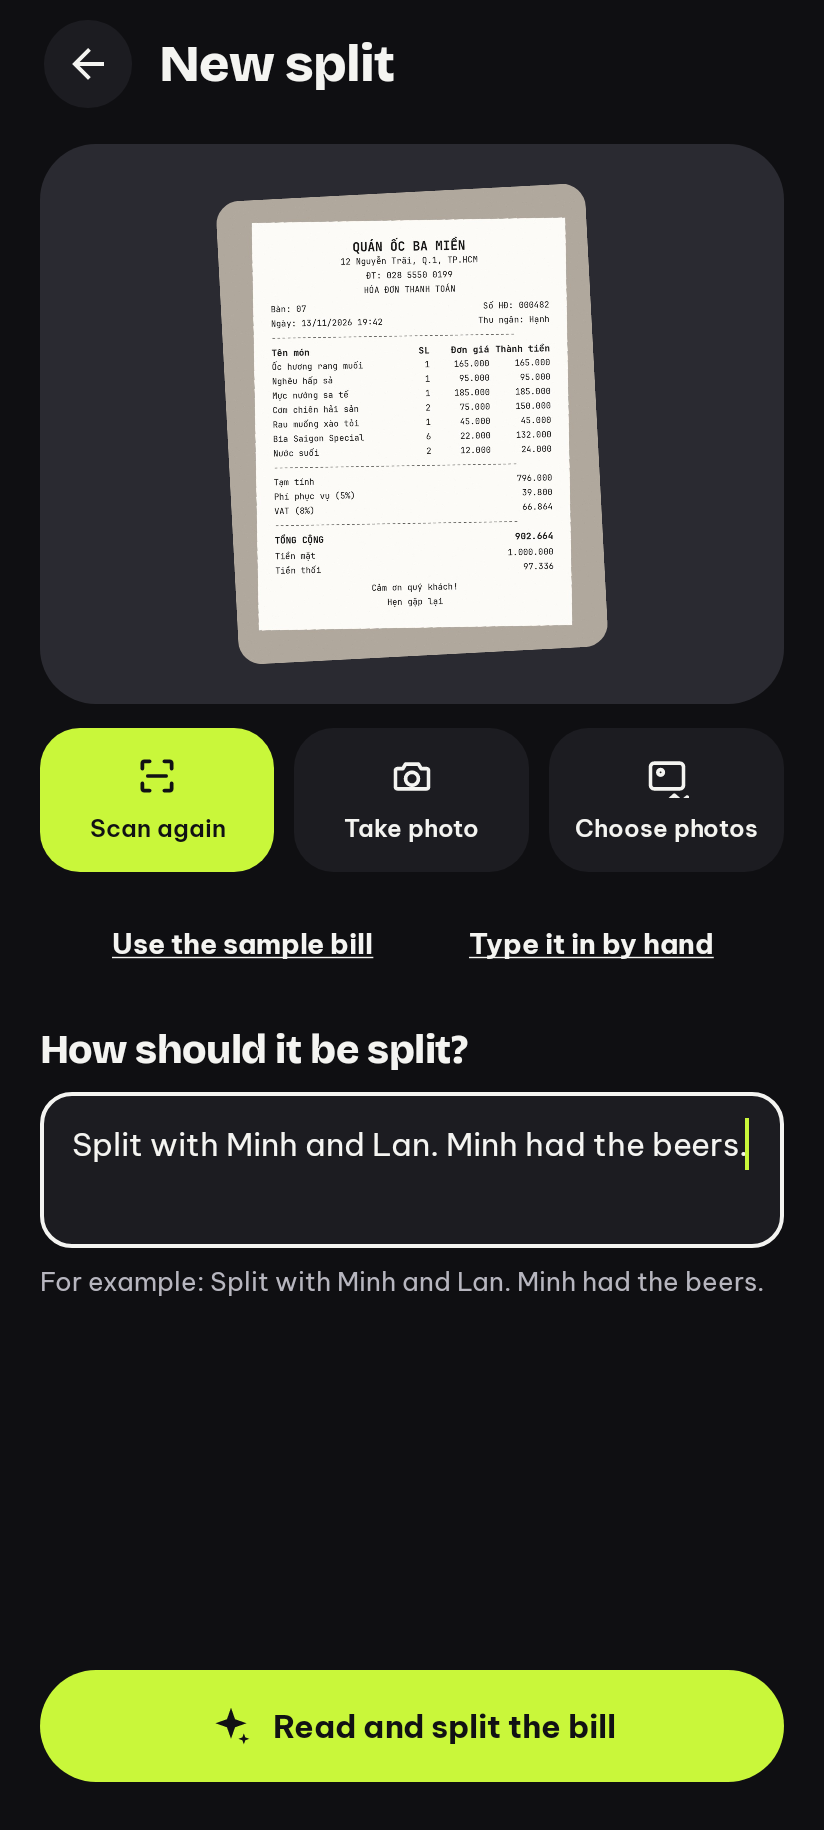 New split
QUÁN ỐC BA MIỀN
12 Nguyễn Trãi, Q.1, TP.HCM
ĐT: 028 5550 0199
HÓA ĐƠN THANH TOÁN
Bàn: 07 Số HĐ: 000482
Ngày: 13/11/2026 19:42 Thu ngân: Hạnh
Tên món SL Đơn giá Thành tiền
Ốc hương rang muối 1 165.000 165.000
Nghêu hấp sả 1 95.000 95.000
Mực nướng sa tế 1 185.000 185.000
Cơm chiên hải sản 2 75.000 150.000
Rau muống xào tỏi 1 45.000 45.000
Bia Saigon Special 6 22.000 132.000
Nước suối 2 12.000 24.000
Tạm tính 796.000
Phí phục vụ (5%) 39.800
VAT (8%) 66.864
TỔNG CỘNG 902.664
Tiền mặt 1.000.000
Tiền thối 97.336
Cảm ơn quý khách!
Hẹn gặp lại
Scan again
Take photo
Choose photos
Use the sample bill
Type it in by hand
How should it be split?
Split with Minh and Lan. Minh had the beers.
For example: Split with Minh and Lan. Minh had the beers.
Read and split the bill